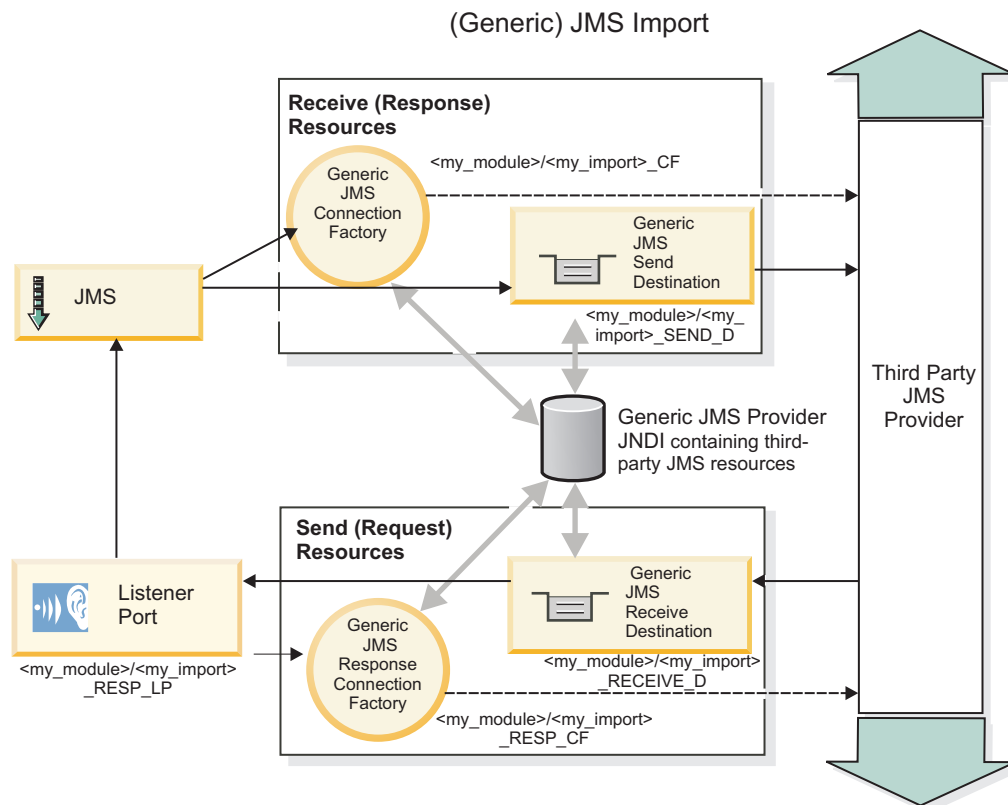 (Generic) JMS Import
Receive (Response)
Resources
Generic
JMS
Connection
Factory
<my_module>/<my_import>_CF
Generic
JMS
Send
Destination
<my_module>/<my_
import>_SEND_D
JMS
Third Party
JMS
Provider
Generic JMS Provider
JNDI containing third-
party JMS resources
Send (Request)
Resources
Listener
Port
<my_module>/<my_import>
_RESP_LP
Generic
JMS
Receive
Destination
<my_module>/<my_import>
_RECEIVE_D
Generic
JMS
Response
Connection
Factory
<my_module>/<my_import>
_RESP_CF